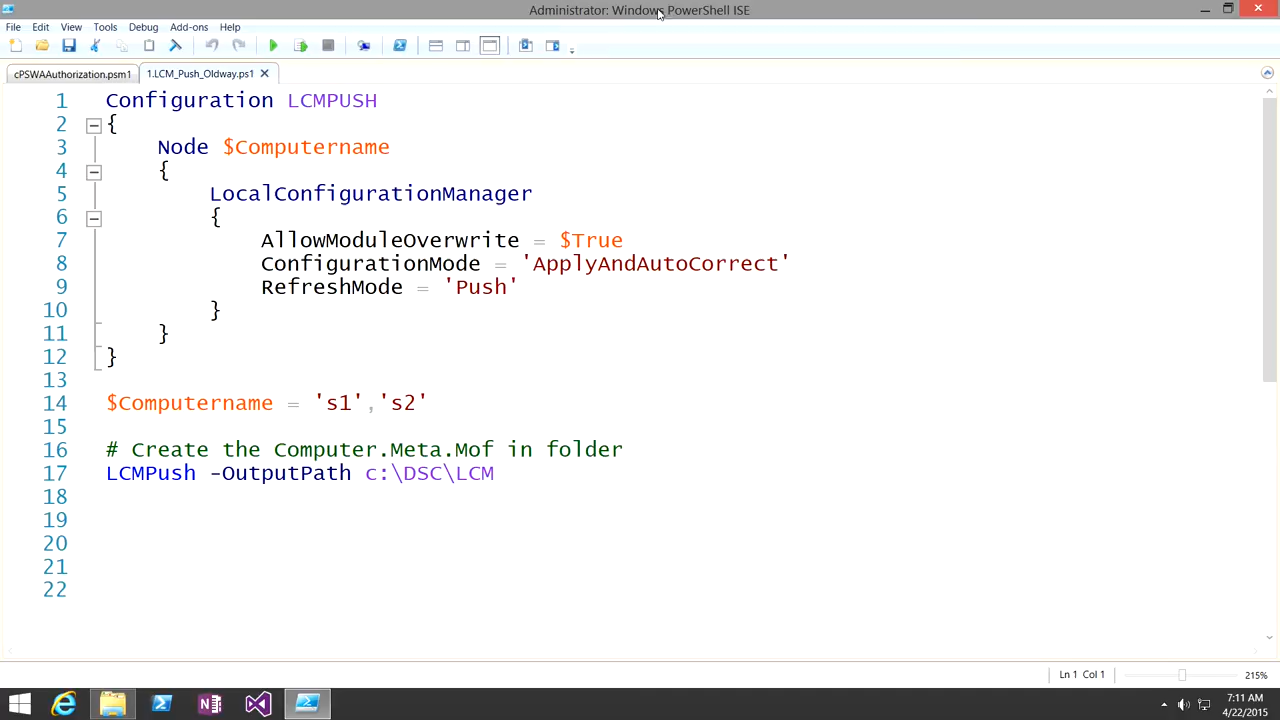 Administrator: Windows PowerShell ISE
File Edit View Tools Debug Add-ons Help
cPSWAAuthorization.psm1 1.LCM_Push_Oldway.ps1
1 Configuration LCMPUSH
2 {
3 Node $Computername
4 {
5 LocalConfigurationManager
6 {
7 AllowModuleOverwrite = $True
8 ConfigurationMode = 'ApplyAndAutoCorrect'
9 RefreshMode = 'Push'
10 }
11 }
12 }
13
14 $Computername = 's1','s2'
15
16 # Create the Computer.Meta.Mof in folder
17 LCMPush -OutputPath c:\DSC\LCM
18
19
20
21
22
Ln 1 Col 1 215%
7:11 AM
4/22/2015